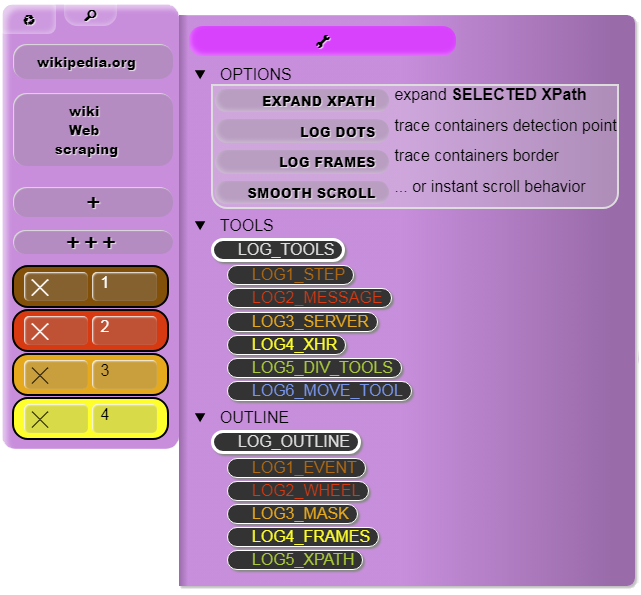 wikipedia.org
wiki
Web
scraping
+
+ + +
1
2
3
4
OPTIONS
EXPAND XPATH expand SELECTED XPath
LOG DOTS trace containers detection point
LOG FRAMES trace containers border
SMOOTH SCROLL ... or instant scroll behavior
TOOLS
LOG_TOOLS
LOG1_STEP
LOG2_MESSAGE
LOG3_SERVER
LOG4_XHR
LOG5_DIV_TOOLS
LOG6_MOVE_TOOL
OUTLINE
LOG_OUTLINE
LOG1_EVENT
LOG2_WHEEL
LOG3_MASK
LOG4_FRAMES
LOG5_XPATH